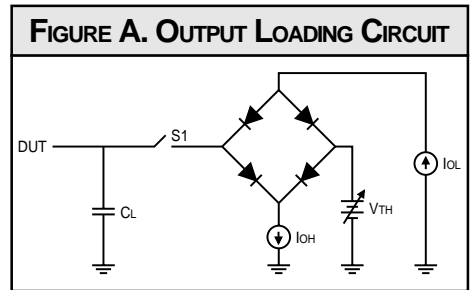 FIGURE A. OUTPUT LOADING CIRCUIT
DUT
S1
IOL
CL
VTH
IOH